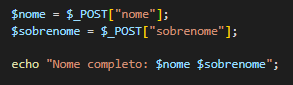 $nome = $_POST["nome"];
$sobrenome = $_POST["sobrenome"];
echo "Nome completo: $nome $sobrenome";